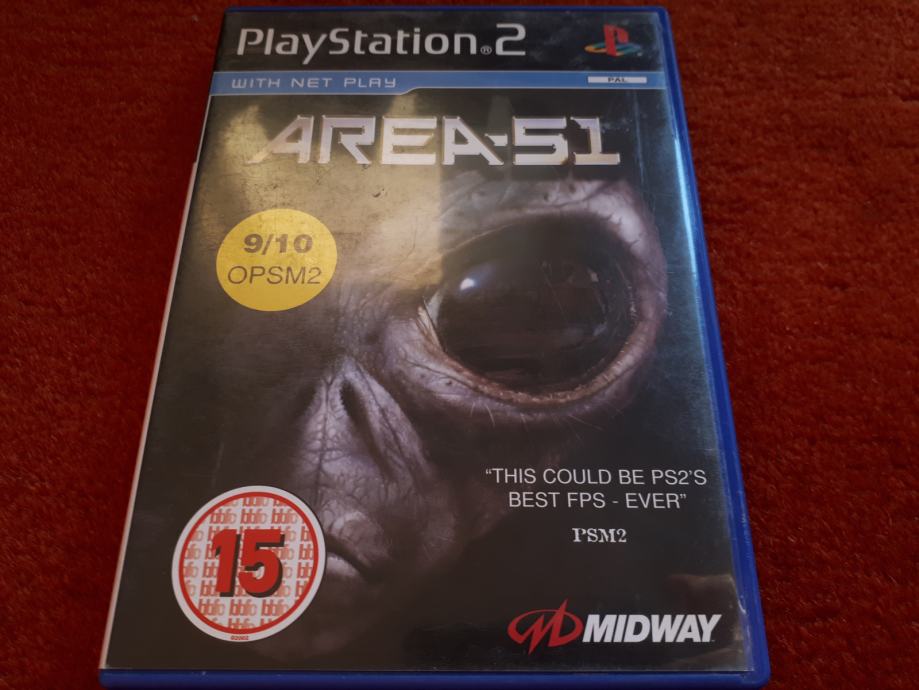 PlayStation®2
WITH NET PLAY
PAL
AREA-51
9/10
OPSM2
"THIS COULD BE PS2'S
BEST FPS - EVER"
PSM2
15
bbfc
MIDWAY